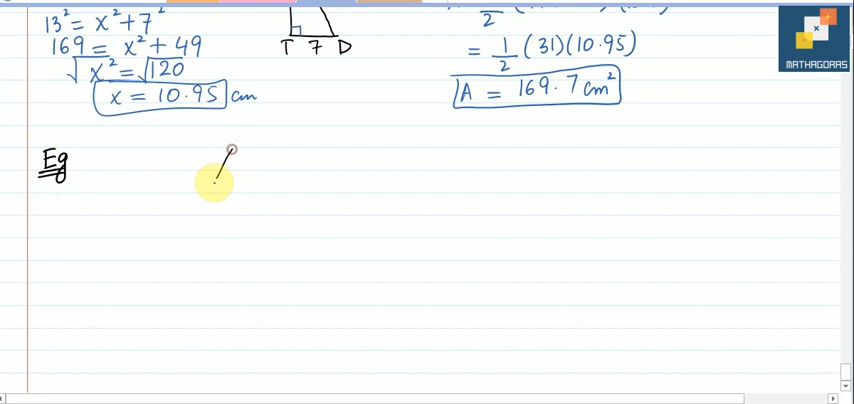 13² = x² + 7²
169 = x² + 49
√x² = √120
x = 10.95 cm
T 7 D
2
= 1/2 (31)(10.95)
A = 169.7 cm²
MATHAGORAS
Eg